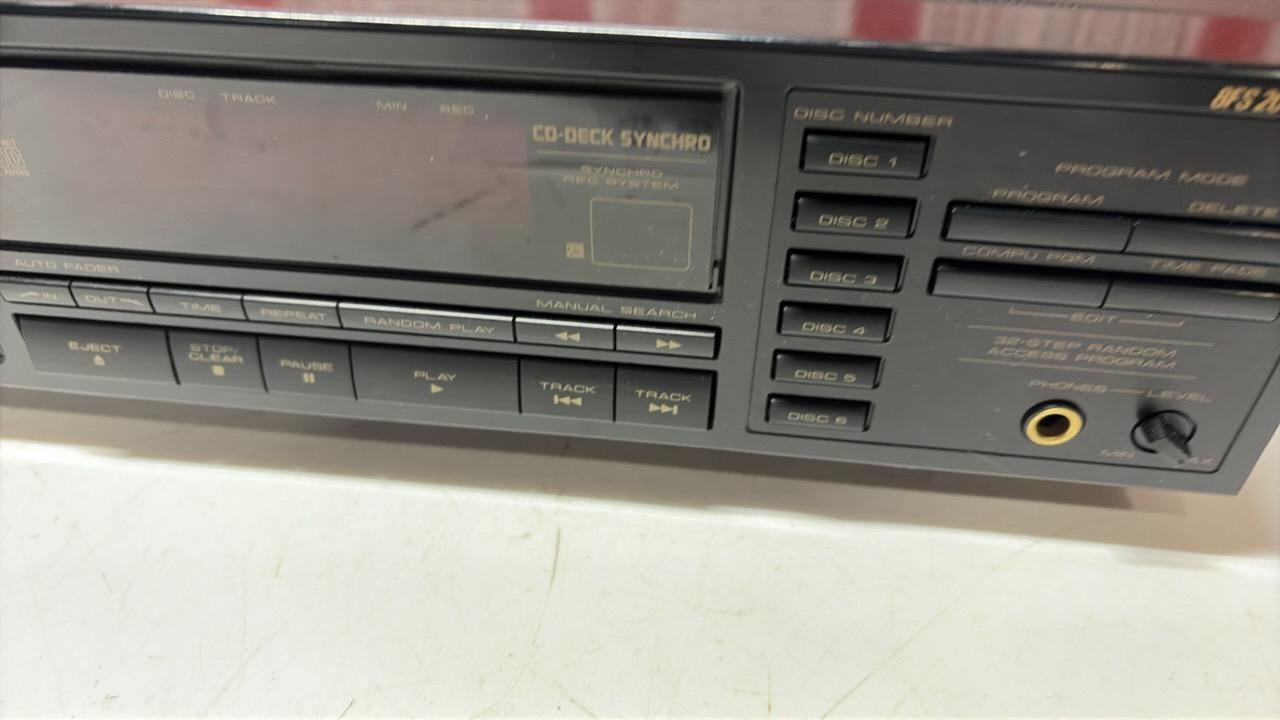 DISC TRACK MIN SEC
CD-DECK SYNCHRO
SYNCHRO
REC SYSTEM
AUDIO
AUTO FADER
IN OUT TIME REPEAT RANDOM PLAY
MANUAL SEARCH
EJECT
STOP/
CLEAR
PAUSE
PLAY
TRACK
TRACK
DISC NUMBER
DISC 1
DISC 2
DISC 3
DISC 4
DISC 5
DISC 6
PROGRAM MODE
PROGRAM DELETE
COMPU PGM TIME FADE
EDIT
32-STEP RANDOM
ACCESS PROGRAM
PHONES LEVEL
MIN